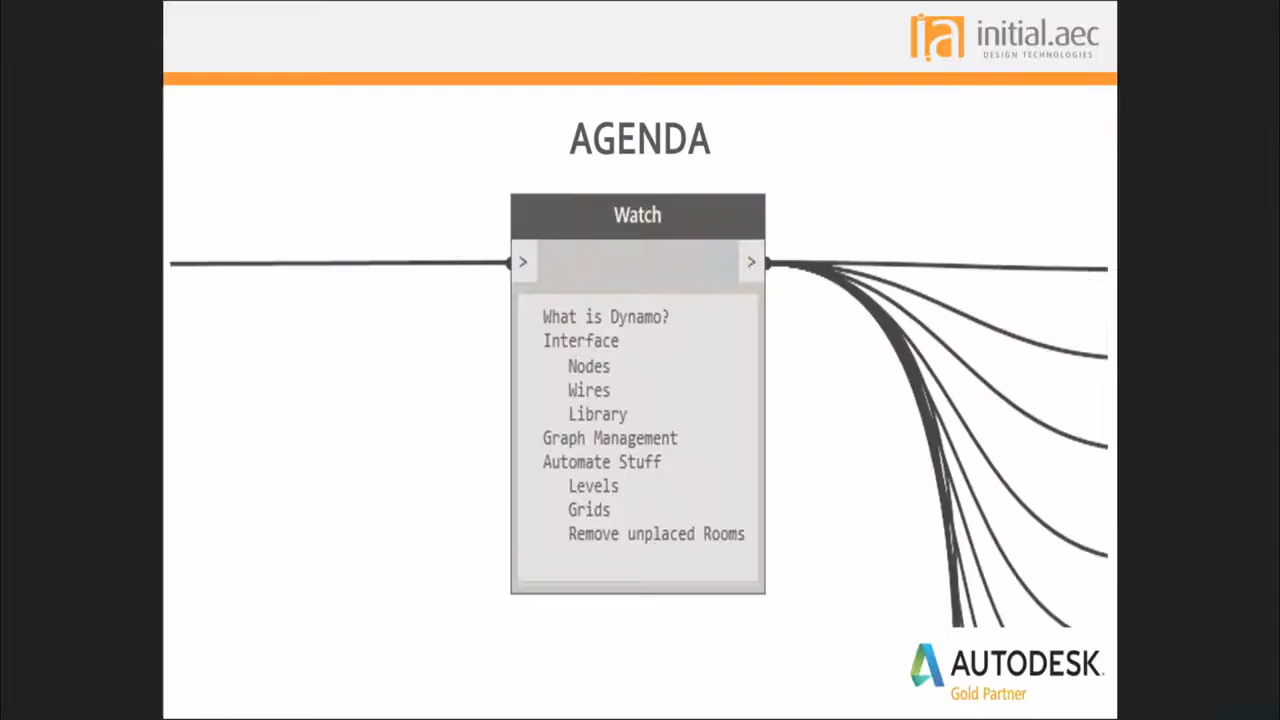 initial.aec
DESIGN TECHNOLOGIES
AGENDA
Watch
> >
What is Dynamo?
Interface
Nodes
Wires
Library
Graph Management
Automate Stuff
Levels
Grids
Remove unplaced Rooms
AUTODESK.
Gold Partner